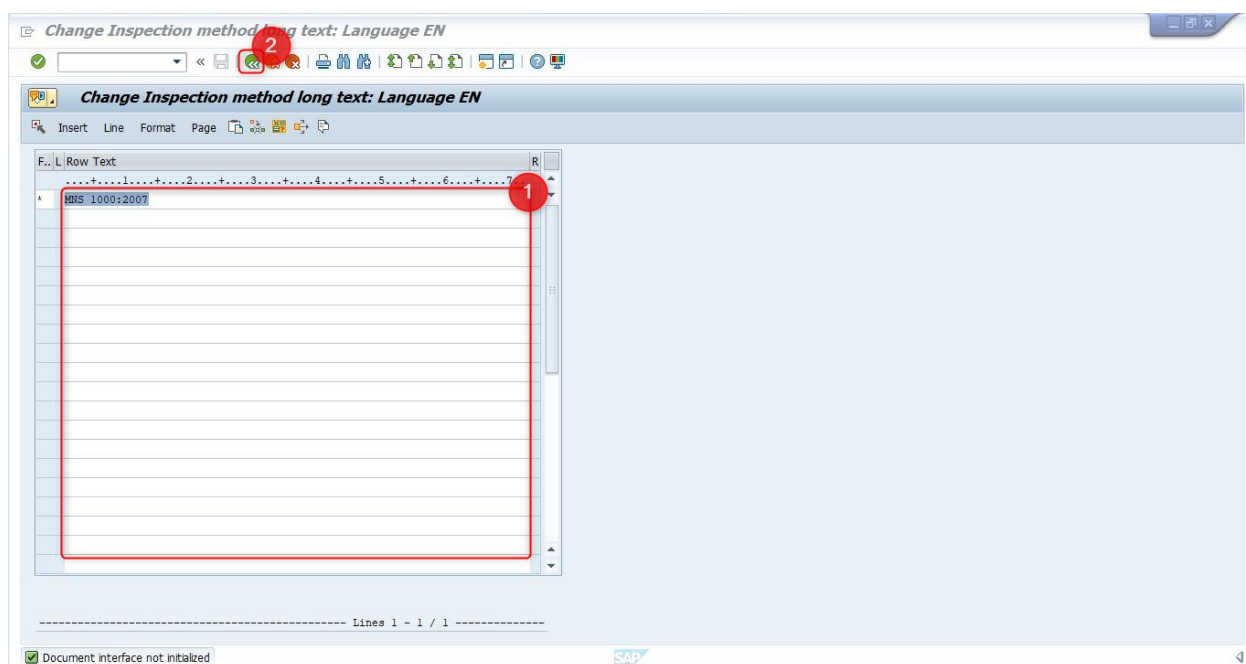 Change Inspection method long text: Language EN
2
Change Inspection method long text: Language EN
Insert Line Format Page
F.. L Row Text R
....+....1....+....2....+....3....+....4....+....5....+....6....+....7..
1
* MNS 1000:2007
---------------------------------------------- Lines 1 - 1 / 1 --------------
Document interface not initialized
SAP